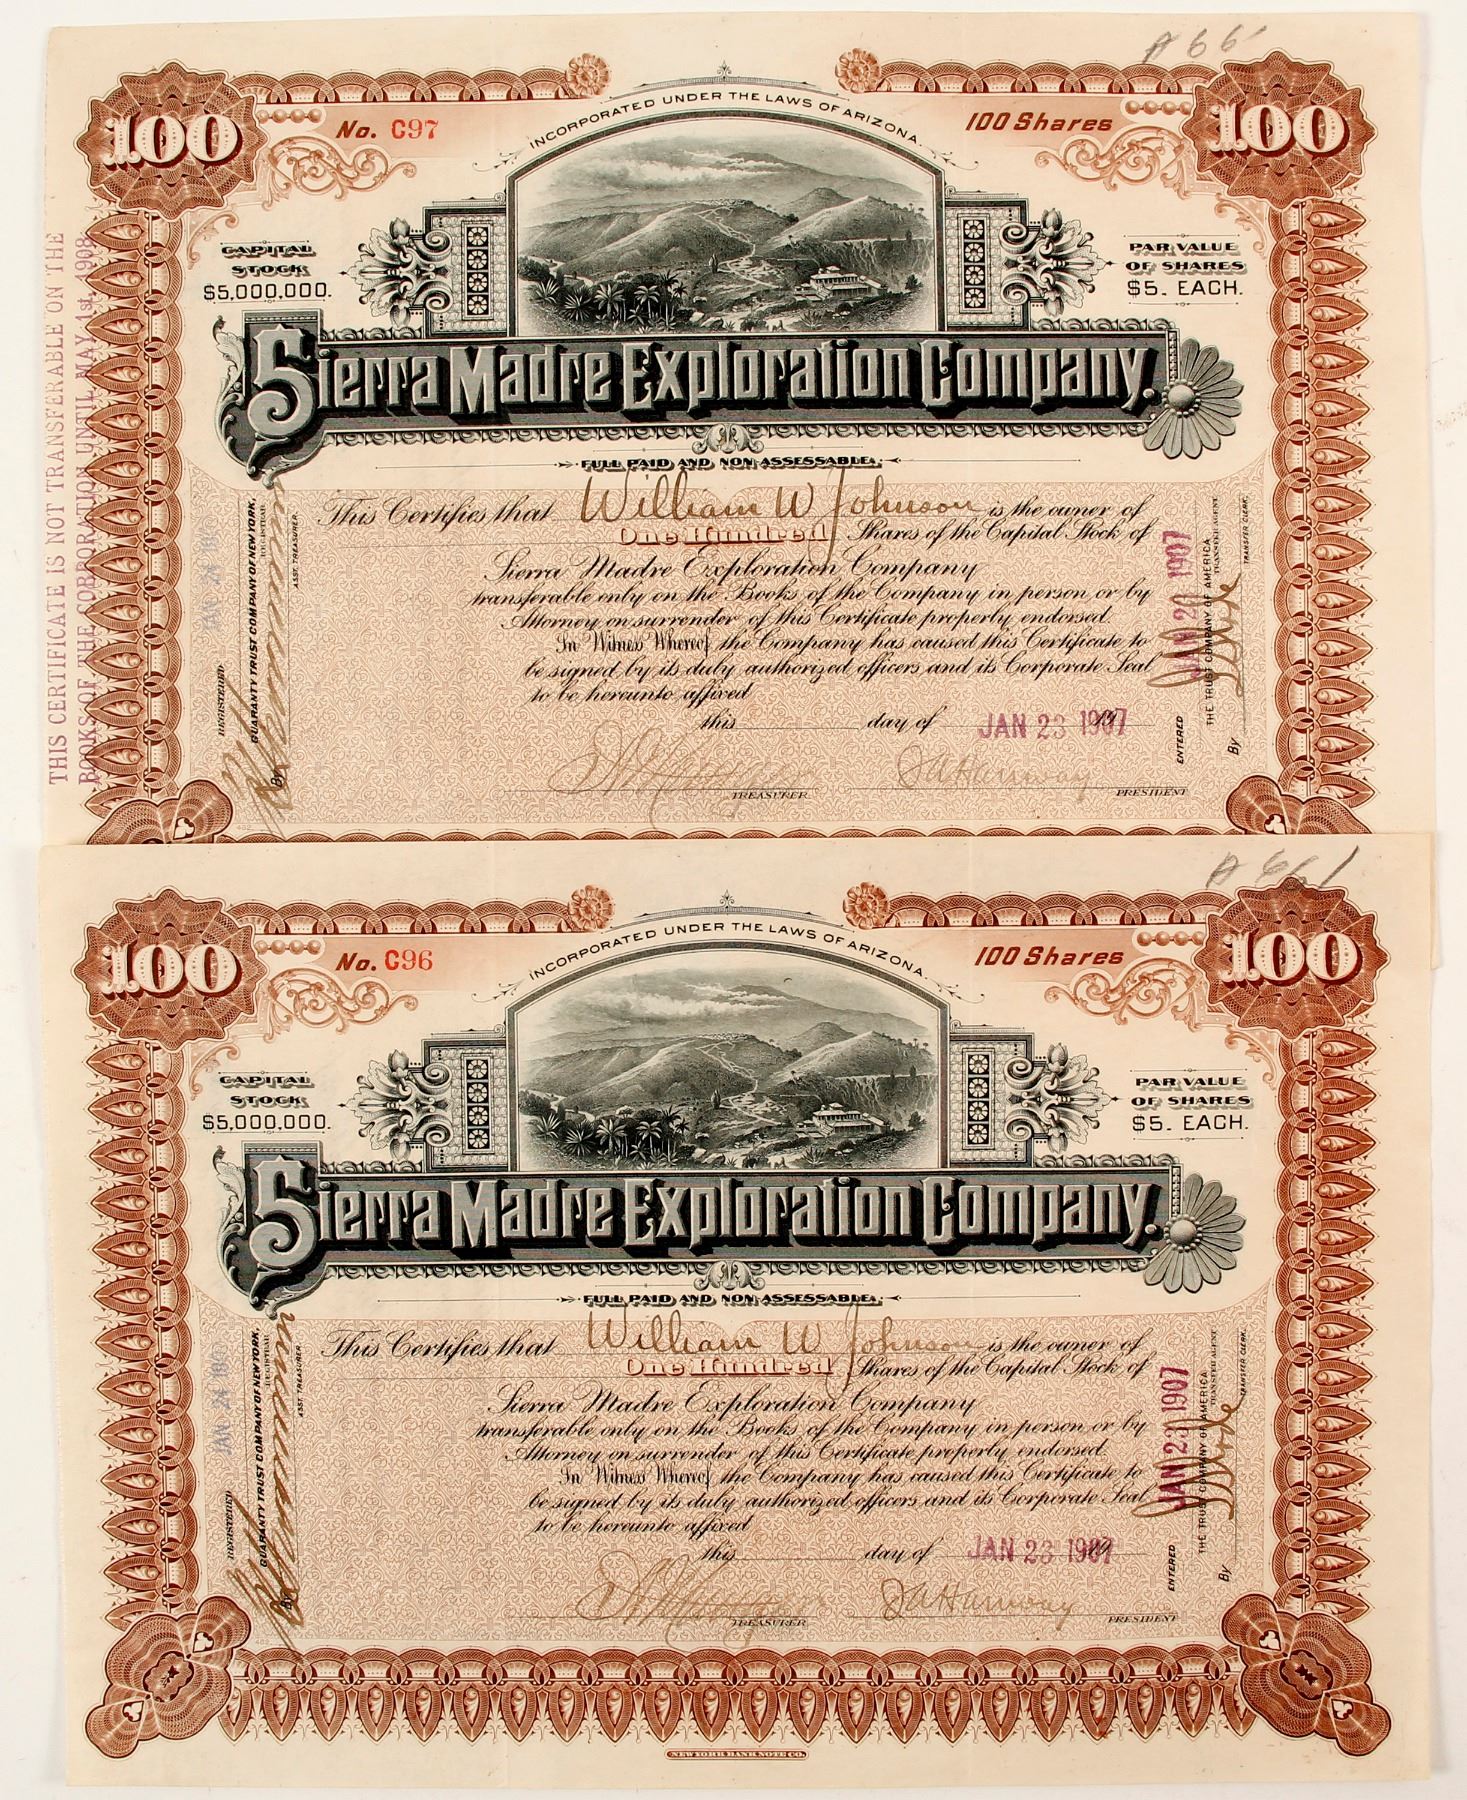 A 66
INCORPORATED UNDER THE LAWS OF ARIZONA.
100
No. C97
100 Shares
100
CAPITAL
STOCK
$5,000,000.
PAR VALUE
OF SHARES
$5. EACH.
Sierra Madre Exploration Company.
FULL PAID AND NON ASSESSABLE.
This Certifies that William W Johnson is the owner of
One Hundred Shares of the Capital Stock of
Sierra Madre Exploration Company
transferable only on the Books of the Company in person or by
Attorney on surrender of this Certificate properly endorsed.
In Witness Whereof, the Company has caused this Certificate to
be signed by its duly authorized officers and its Corporate Seal
to be hereunto affixed
this day of JAN 23 1907 19
TREASURER.
PRESIDENT
THIS CERTIFICATE IS NOT TRANSFERABLE ON THE
BOOKS OF THE CORPORATION UNTIL MAY 1st, 1908
JAN 24 19
REGISTERED
GUARANTY TRUST COMPANY OF NEW YORK,
REGISTRAR
By
ASST. TREASURER.
JAN 23 1907
ENTERED
THE TRUST COMPANY OF AMERICA
TRANSFER AGENT
By
TRANSFER CLERK.
A 661
INCORPORATED UNDER THE LAWS OF ARIZONA.
100
No. C96
100 Shares
100
CAPITAL
STOCK
$5,000,000.
PAR VALUE
OF SHARES
$5. EACH.
Sierra Madre Exploration Company.
FULL PAID AND NON ASSESSABLE.
This Certifies that William W Johnson is the owner of
One Hundred Shares of the Capital Stock of
Sierra Madre Exploration Company
transferable only on the Books of the Company in person or by
Attorney on surrender of this Certificate properly endorsed.
In Witness Whereof, the Company has caused this Certificate to
be signed by its duly authorized officers and its Corporate Seal
to be hereunto affixed
this day of JAN 23 1907 19
TREASURER
PRESIDENT
JAN 24 19
REGISTERED
GUARANTY TRUST COMPANY OF NEW YORK,
REGISTRAR
By
ASST. TREASURER.
JAN 23 1907
ENTERED
THE TRUST COMPANY OF AMERICA
TRANSFER AGENT
By
TRANSFER CLERK.
NEW YORK BANK NOTE CO.